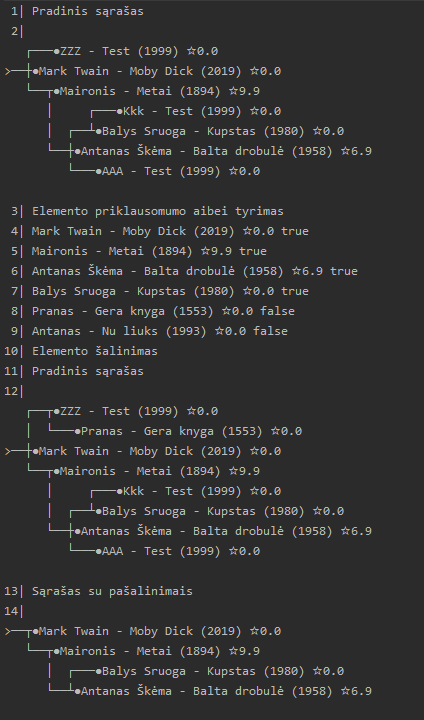 1| Pradinis sąrašas
2|
┌──●ZZZ - Test (1999) ☆0.0
>──┼●Mark Twain - Moby Dick (2019) ☆0.0
└──┬●Maironis - Metai (1894) ☆9.9
│     ┌──●Kkk - Test (1999) ☆0.0
│  ┌──┴●Balys Sruoga - Kupstas (1980) ☆0.0
└──┼●Antanas Škėma - Balta drobulė (1958) ☆6.9
└──●AAA - Test (1999) ☆0.0
3| Elemento priklausomumo aibei tyrimas
4| Mark Twain - Moby Dick (2019) ☆0.0 true
5| Maironis - Metai (1894) ☆9.9 true
6| Antanas Škėma - Balta drobulė (1958) ☆6.9 true
7| Balys Sruoga - Kupstas (1980) ☆0.0 true
8| Pranas - Gera knyga (1553) ☆0.0 false
9| Antanas - Nu liuks (1993) ☆0.0 false
10| Elemento šalinimas
11| Pradinis sąrašas
12|
┌──┬●ZZZ - Test (1999) ☆0.0
│  └──●Pranas - Gera knyga (1553) ☆0.0
>──┼●Mark Twain - Moby Dick (2019) ☆0.0
└──┬●Maironis - Metai (1894) ☆9.9
│     ┌──●Kkk - Test (1999) ☆0.0
│  ┌──┴●Balys Sruoga - Kupstas (1980) ☆0.0
└──┼●Antanas Škėma - Balta drobulė (1958) ☆6.9
└──●AAA - Test (1999) ☆0.0
13| Sąrašas su pašalinimais
14|
>──┬●Mark Twain - Moby Dick (2019) ☆0.0
└──┬●Maironis - Metai (1894) ☆9.9
│  ┌──●Balys Sruoga - Kupstas (1980) ☆0.0
└──┴●Antanas Škėma - Balta drobulė (1958) ☆6.9